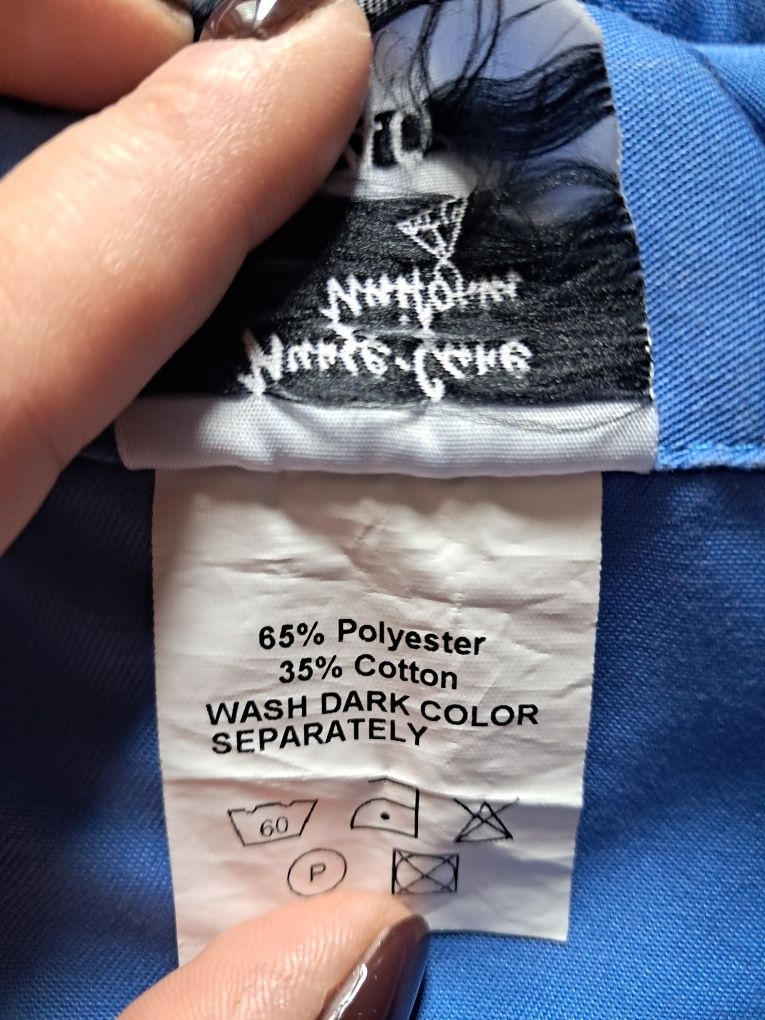 65% Polyester
35% Cotton
WASH DARK COLOR
SEPARATELY
60
P